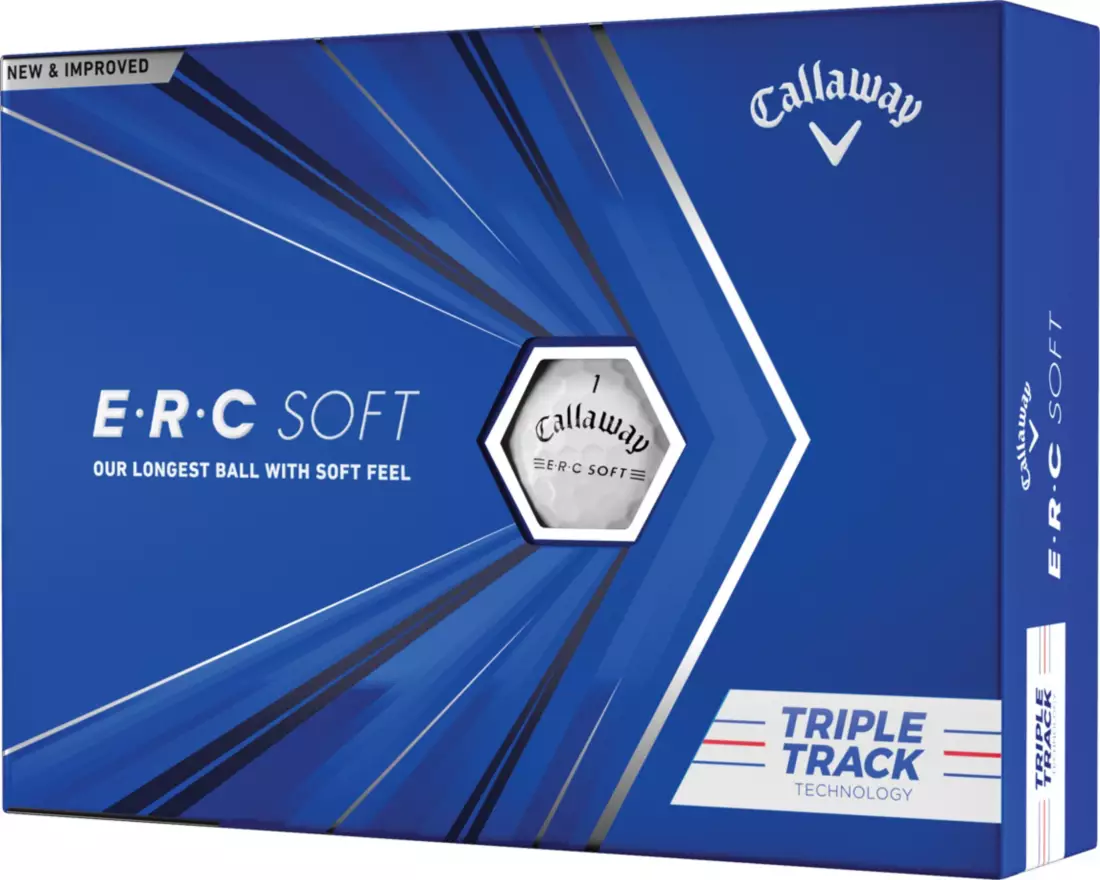 NEW & IMPROVED
Callaway
E·R·C SOFT
OUR LONGEST BALL WITH SOFT FEEL
1
Callaway
E·R·C SOFT
TRIPLE
TRACK
TECHNOLOGY
Callaway
E·R·C SOFT
TRIPLE
TRACK
TECHNOLOGY